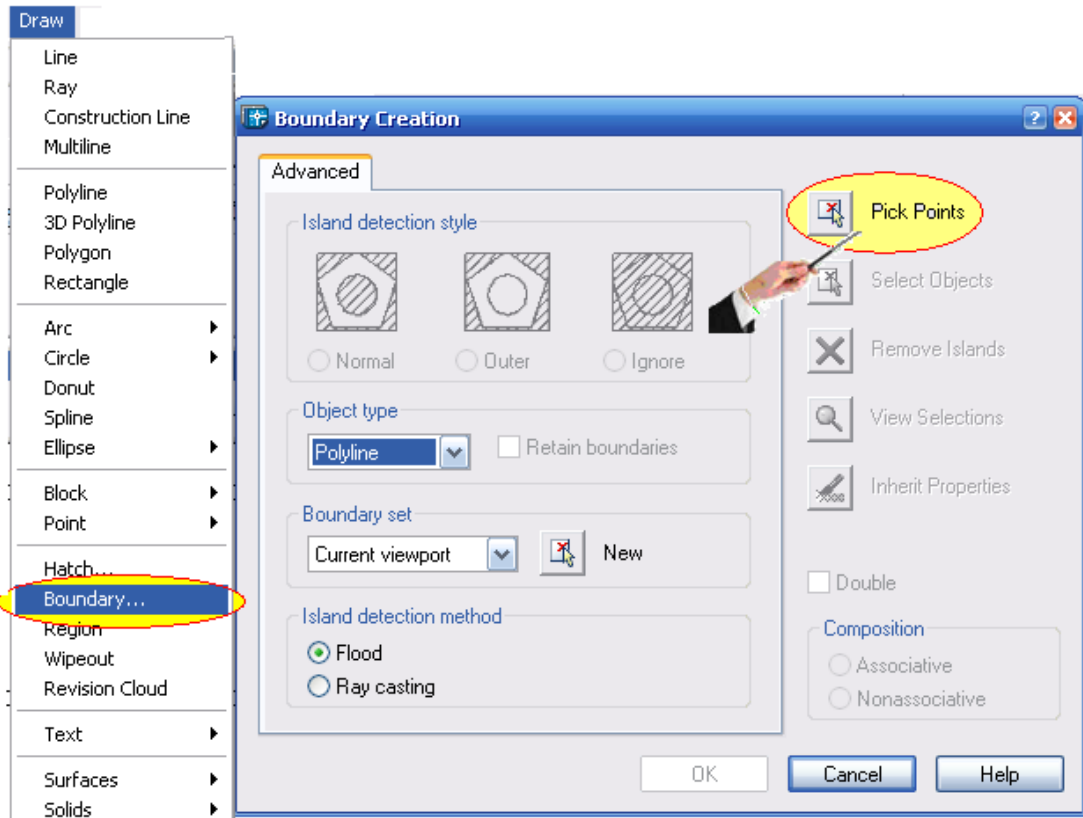 Draw
Line
Ray
Construction Line
Multiline
Polyline
3D Polyline
Polygon
Rectangle
Arc
Circle
Donut
Spline
Ellipse
Block
Point
Hatch...
Boundary...
Region
Wipeout
Revision Cloud
Text
Surfaces
Solids
Boundary Creation
Advanced
Island detection style
Normal
Outer
Ignore
Object type
Polyline
Retain boundaries
Boundary set
Current viewport
New
Island detection method
Flood
Ray casting
Pick Points
Select Objects
Remove Islands
View Selections
Inherit Properties
Double
Composition
Associative
Nonassociative
OK
Cancel
Help